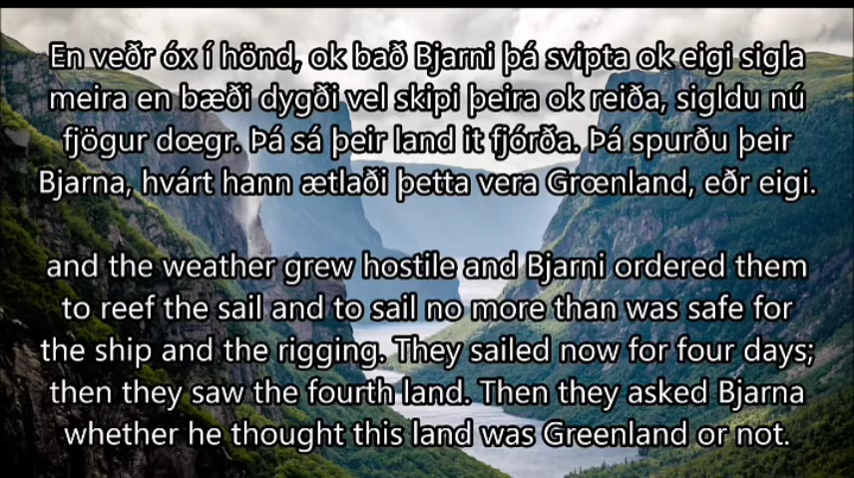 En veðr óx í hönd, ok bað Bjarni þá svipta ok eigi sigla
meira en bæði dygði vel skipi þeira ok reiða, sigldu nú
fjögur dœgr. Þá sá þeir land it fjórða. Þá spurðu þeir
Bjarna, hvárt hann ætlaði þetta vera Grœnland, eðr eigi.
and the weather grew hostile and Bjarni ordered them
to reef the sail and to sail no more than was safe for
the ship and the rigging. They sailed now for four days;
then they saw the fourth land. Then they asked Bjarna
whether he thought this land was Greenland or not.